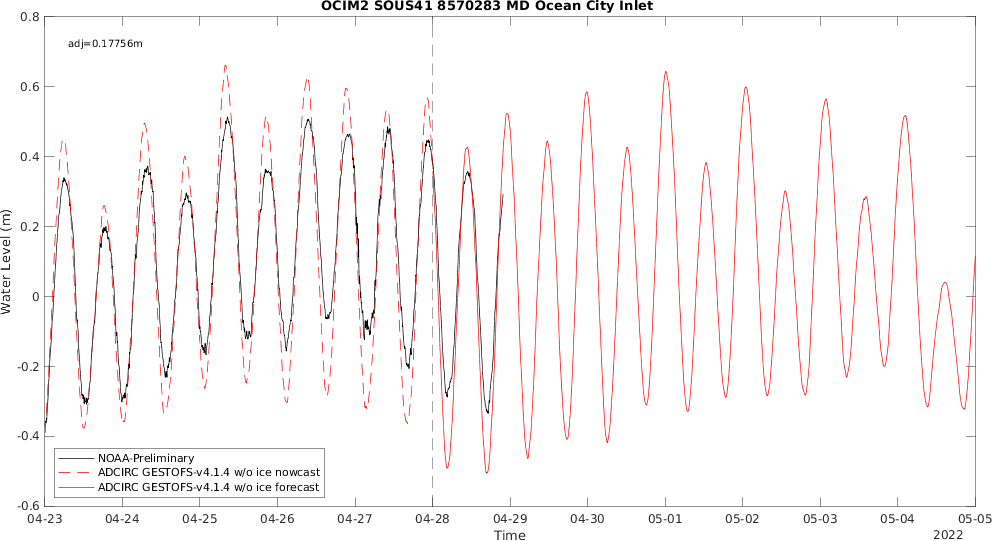 OCIM2 SOUS41 8570283 MD Ocean City Inlet
adj=0.17756m
Water Level (m)
0.8
0.6
0.4
0.2
0
-0.2
-0.4
-0.6
NOAA-Preliminary
ADCIRC GESTOFS-v4.1.4 w/o ice nowcast
ADCIRC GESTOFS-v4.1.4 w/o ice forecast
04-23 04-24 04-25 04-26 04-27 04-28 04-29 04-30 05-01 05-02 05-03 05-04 05-05
Time
2022